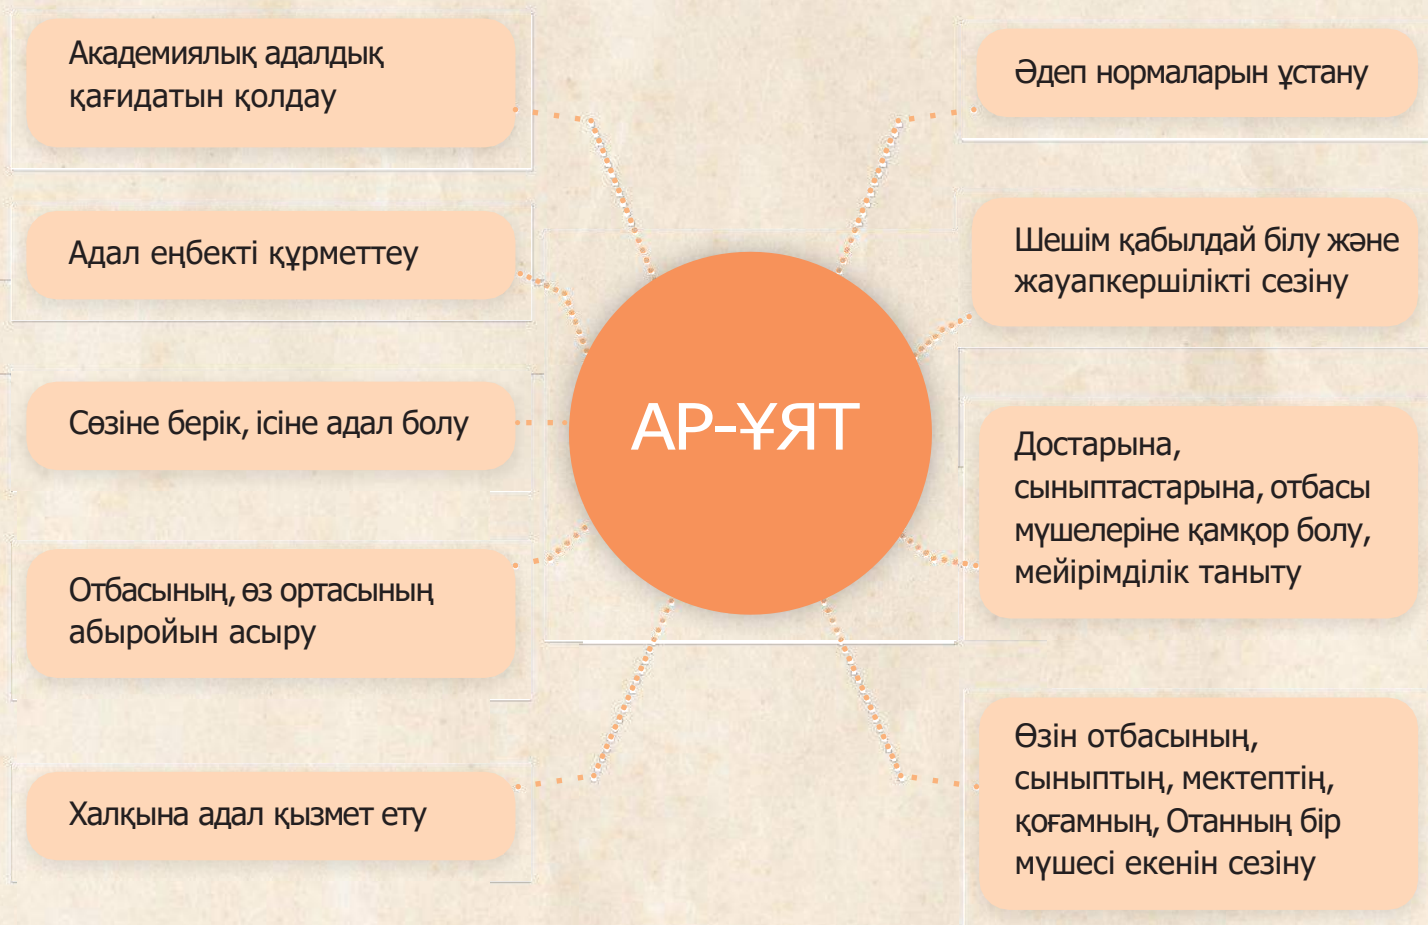 Академиялық адалдық
қағидатын қолдау
Адал еңбекті құрметтеу
Сөзіне берік, ісіне адал болу
Отбасының, өз ортасының
абыройын асыру
Халқына адал қызмет ету
АР-ҰЯТ
Әдеп нормаларын ұстану
Шешім қабылдай білу және
жауапкершілікті сезіну
Достарына,
сыныптастарына, отбасы
мүшелеріне қамқор болу,
мейірімділік таныту
Өзін отбасының,
сыныптың, мектептің,
қоғамның, Отанның бір
мүшесі екенін сезіну